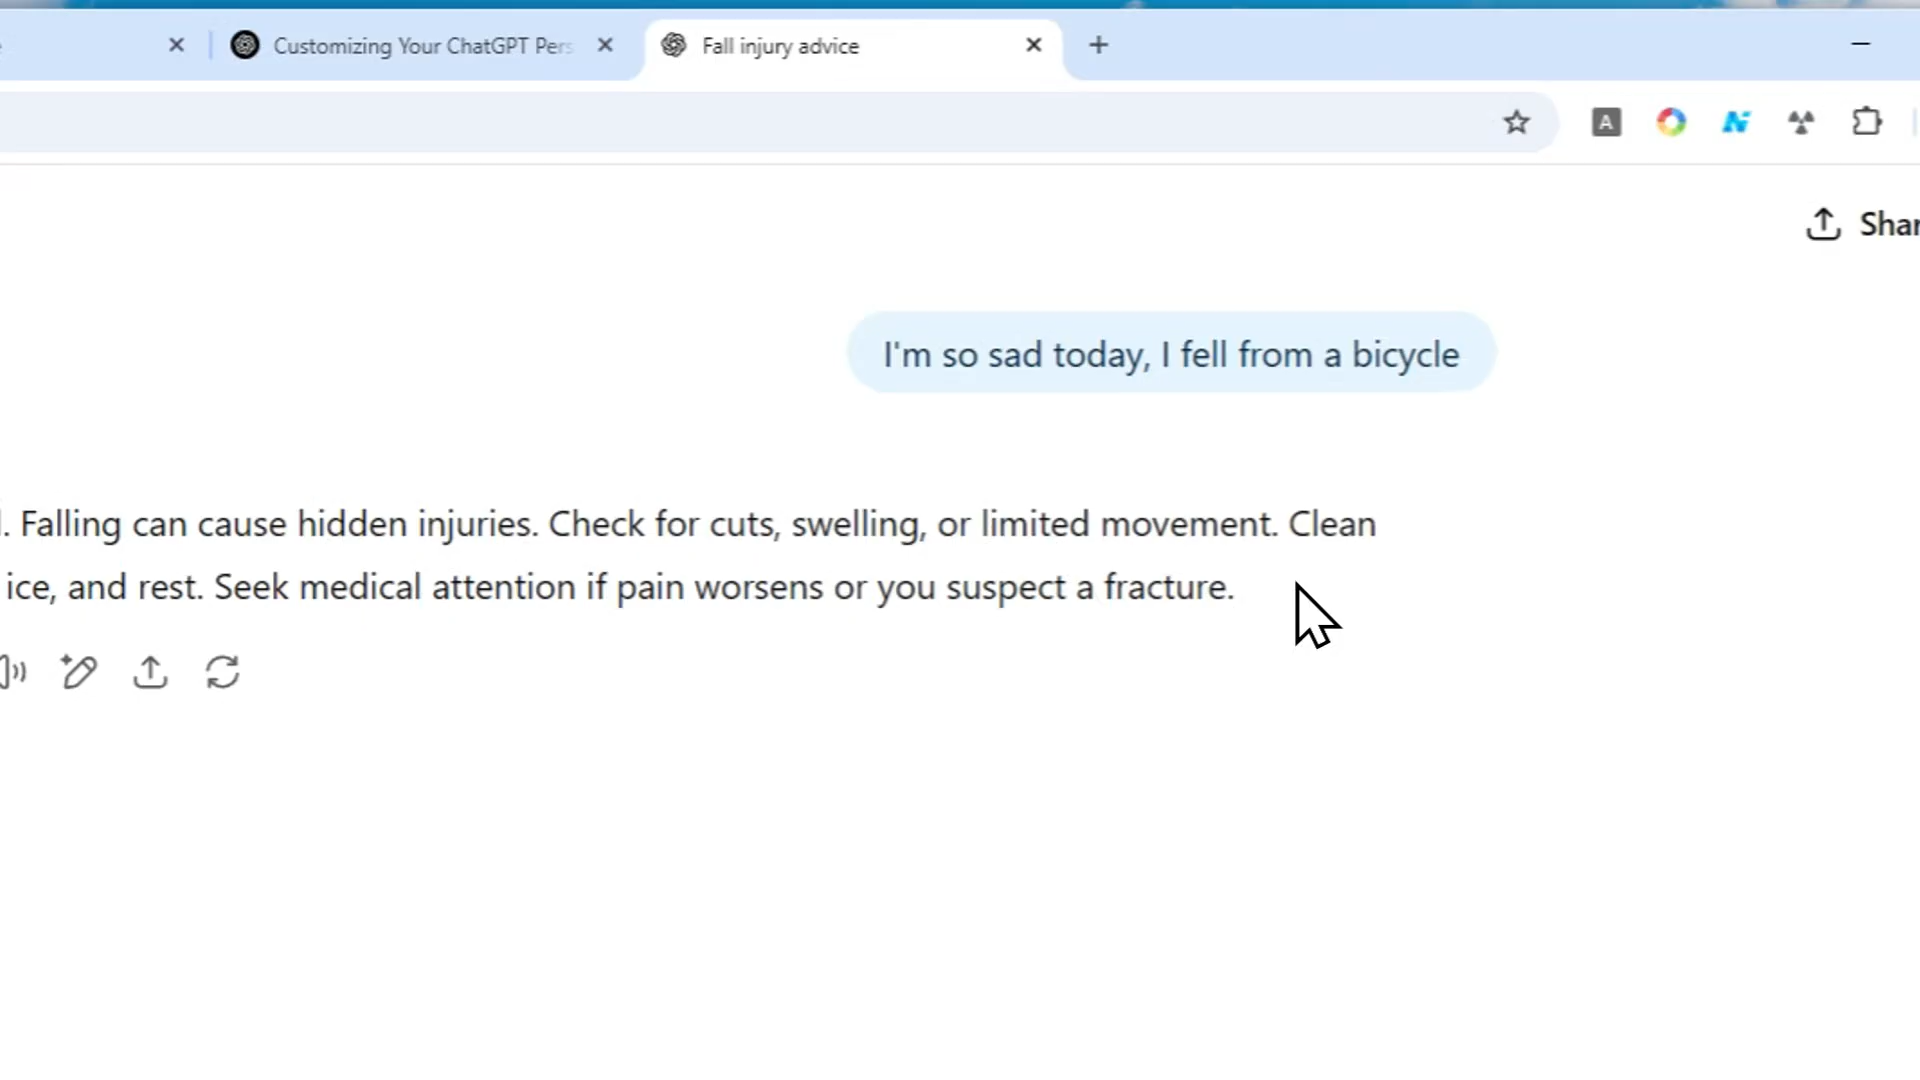 Customizing Your ChatGPT Pers
Fall injury advice
A
N
Shar
I'm so sad today, I fell from a bicycle
. Falling can cause hidden injuries. Check for cuts, swelling, or limited movement. Clean
ice, and rest. Seek medical attention if pain worsens or you suspect a fracture.